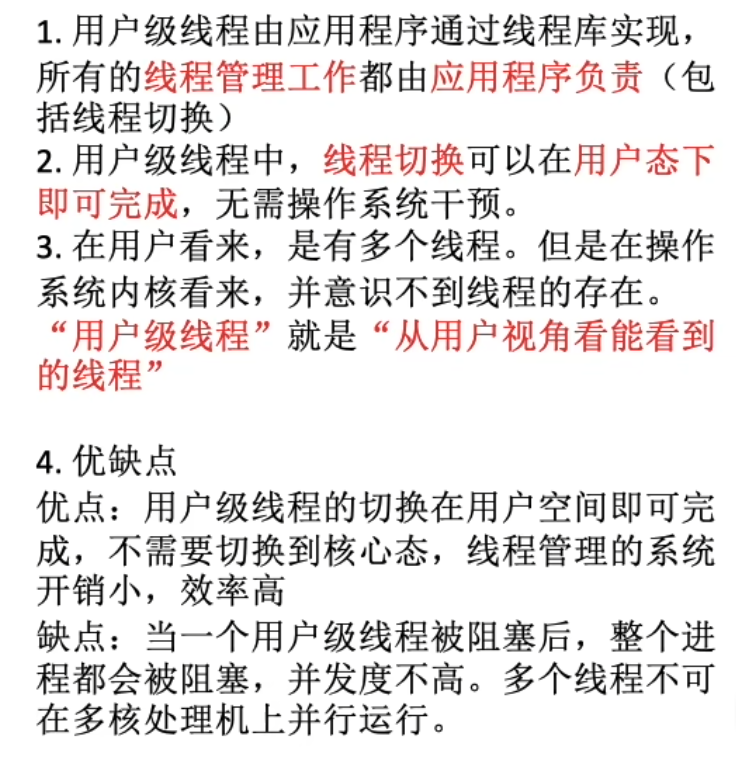 1. 用户级线程由应用程序通过线程库实现，
所有的线程管理工作都由应用程序负责（包
括线程切换）
2. 用户级线程中，线程切换可以在用户态下
即可完成，无需操作系统干预。
3. 在用户看来，是有多个线程。但是在操作
系统内核看来，并意识不到线程的存在。
“用户级线程”就是“从用户视角看能看到
的线程”
4. 优缺点
优点：用户级线程的切换在用户空间即可完
成，不需要切换到核心态，线程管理的系统
开销小，效率高
缺点：当一个用户级线程被阻塞后，整个进
程都会被阻塞，并发度不高。多个线程不可
在多核处理机上并行运行。